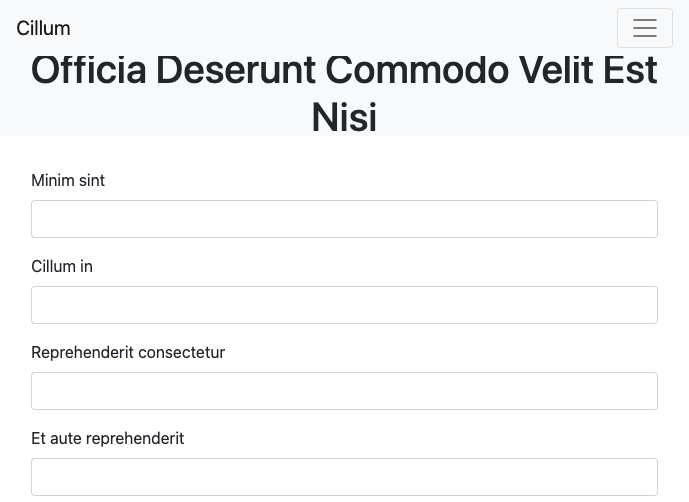 Cillum
Officia Deserunt Commodo Velit Est
Nisi
Minim sint
Cillum in
Reprehenderit consectetur
Et aute reprehenderit